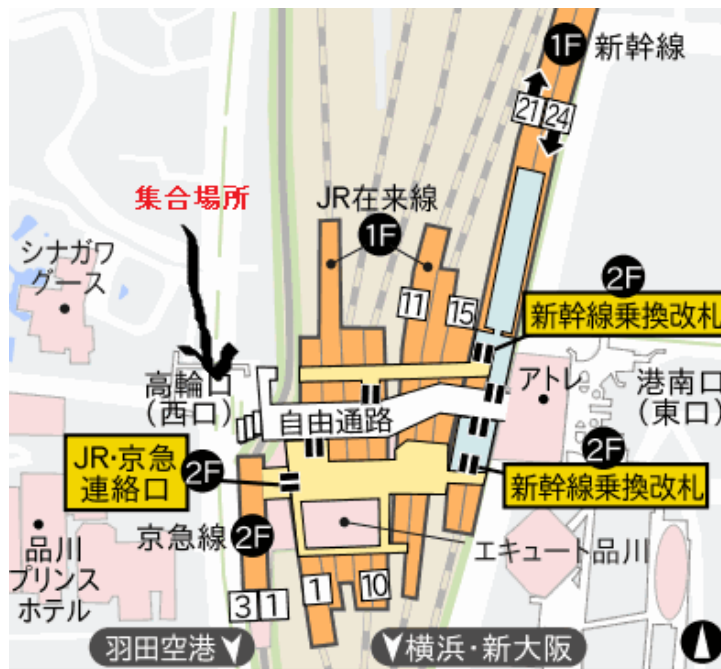 1F 新幹線
21 24
集合場所
JR在来線
1F
シナガワ
グース
11
15
2F
新幹線乗換改札
高輪口
(西口)
アトレ
港南口
(東口)
自由通路
JR・京急
連絡口
2F
2F
新幹線乗換改札
京急線 2F
エキュート品川
品川
プリンス
ホテル
3 1
1
10
羽田空港
横浜・新大阪